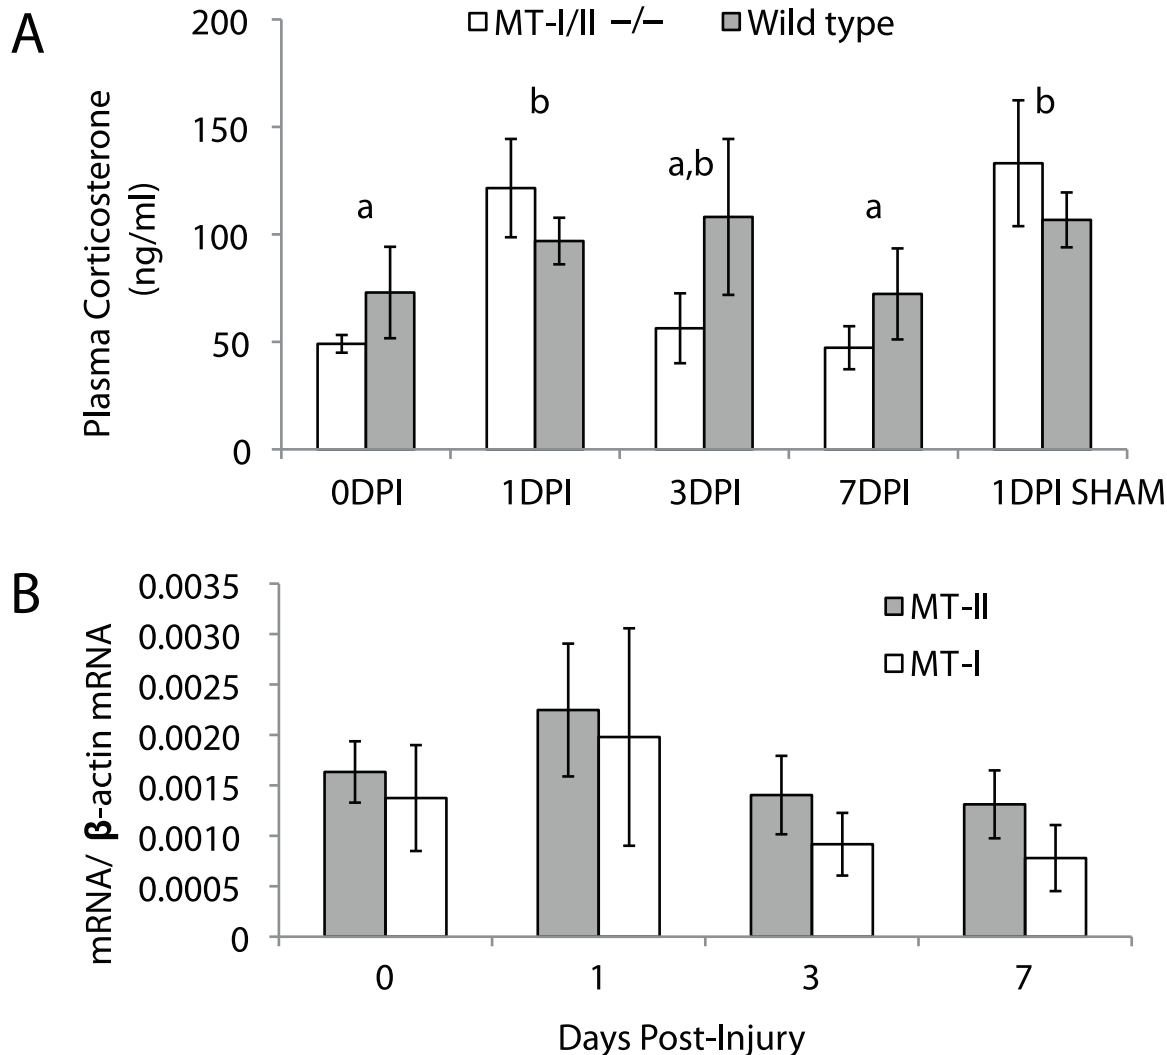 A
MT-I/II −/− Wild type
200
150
100
50
0
Plasma Corticosterone
(ng/ml)
a
b
a,b
a
b
0DPI 1DPI 3DPI 7DPI 1DPI SHAM
B
MT-II
MT-I
0.0035
0.0030
0.0025
0.0020
0.0015
0.0010
0.0005
0
mRNA/ β-actin mRNA
0 1 3 7
Days Post-Injury